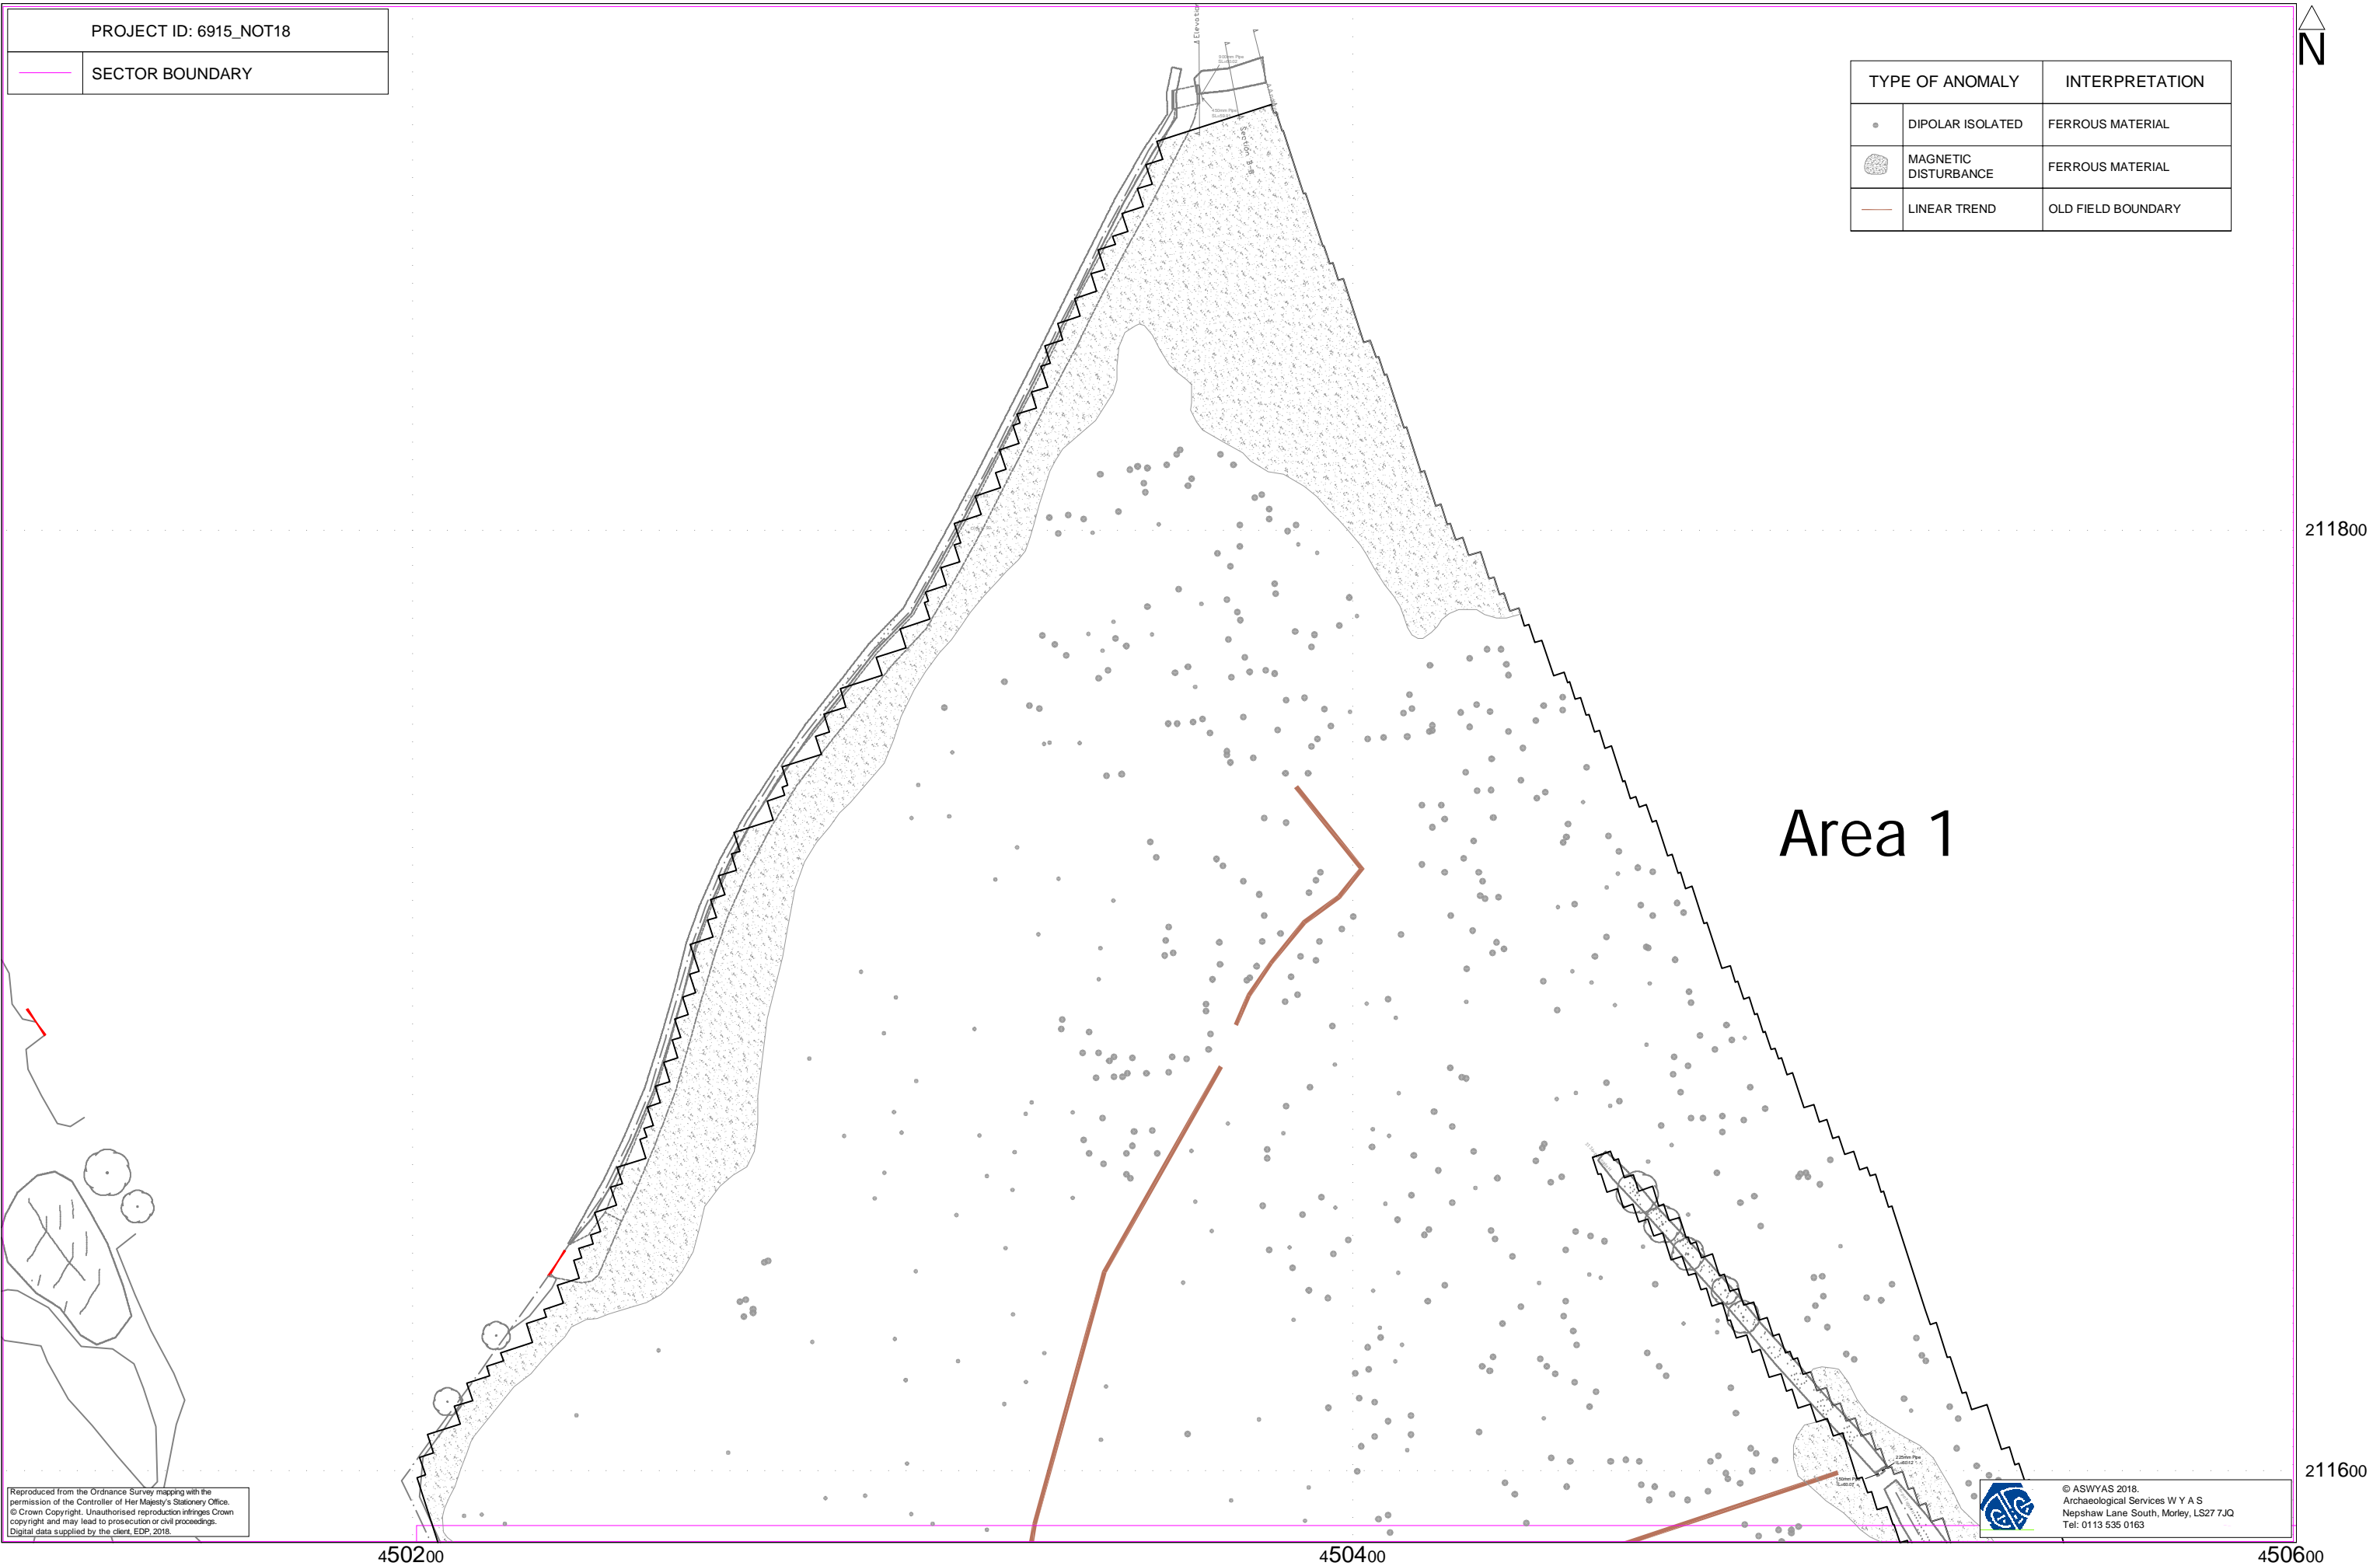 PROJECT ID: 6915_NOT18
SECTOR BOUNDARY
N
TYPE OF ANOMALY INTERPRETATION
DIPOLAR ISOLATED FERROUS MATERIAL
MAGNETIC DISTURBANCE FERROUS MATERIAL
LINEAR TREND OLD FIELD BOUNDARY
Elevation
Section B-B
211800
Area 1
211600
225mm Pipe
Reproduced from the Ordnance Survey mapping with the
permission of the Controller of Her Majesty's Stationery Office.
© Crown Copyright. Unauthorised reproduction infringes Crown
copyright and may lead to prosecution or civil proceedings.
Digital data supplied by the client, EDP, 2018.
© ASWYAS 2018.
Archaeological Services W Y A S
Nepshaw Lane South, Morley, LS27 7JQ
Tel: 0113 535 0163
450200
450400
450600